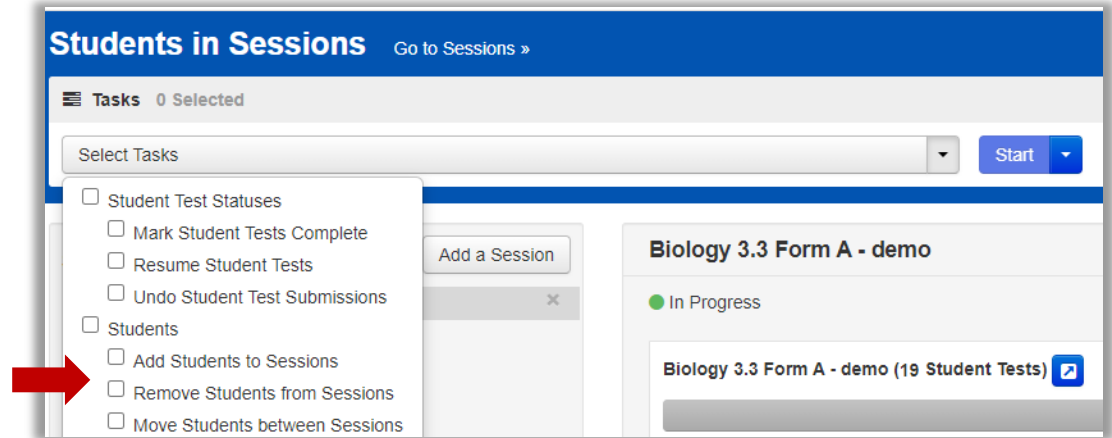 Students in Sessions Go to Sessions »
Tasks 0 Selected
Select Tasks
Start
Student Test Statuses
Mark Student Tests Complete
Resume Student Tests
Undo Student Test Submissions
Students
Add Students to Sessions
Remove Students from Sessions
Move Students between Sessions
Add a Session
Biology 3.3 Form A - demo
In Progress
Biology 3.3 Form A - demo (19 Student Tests)